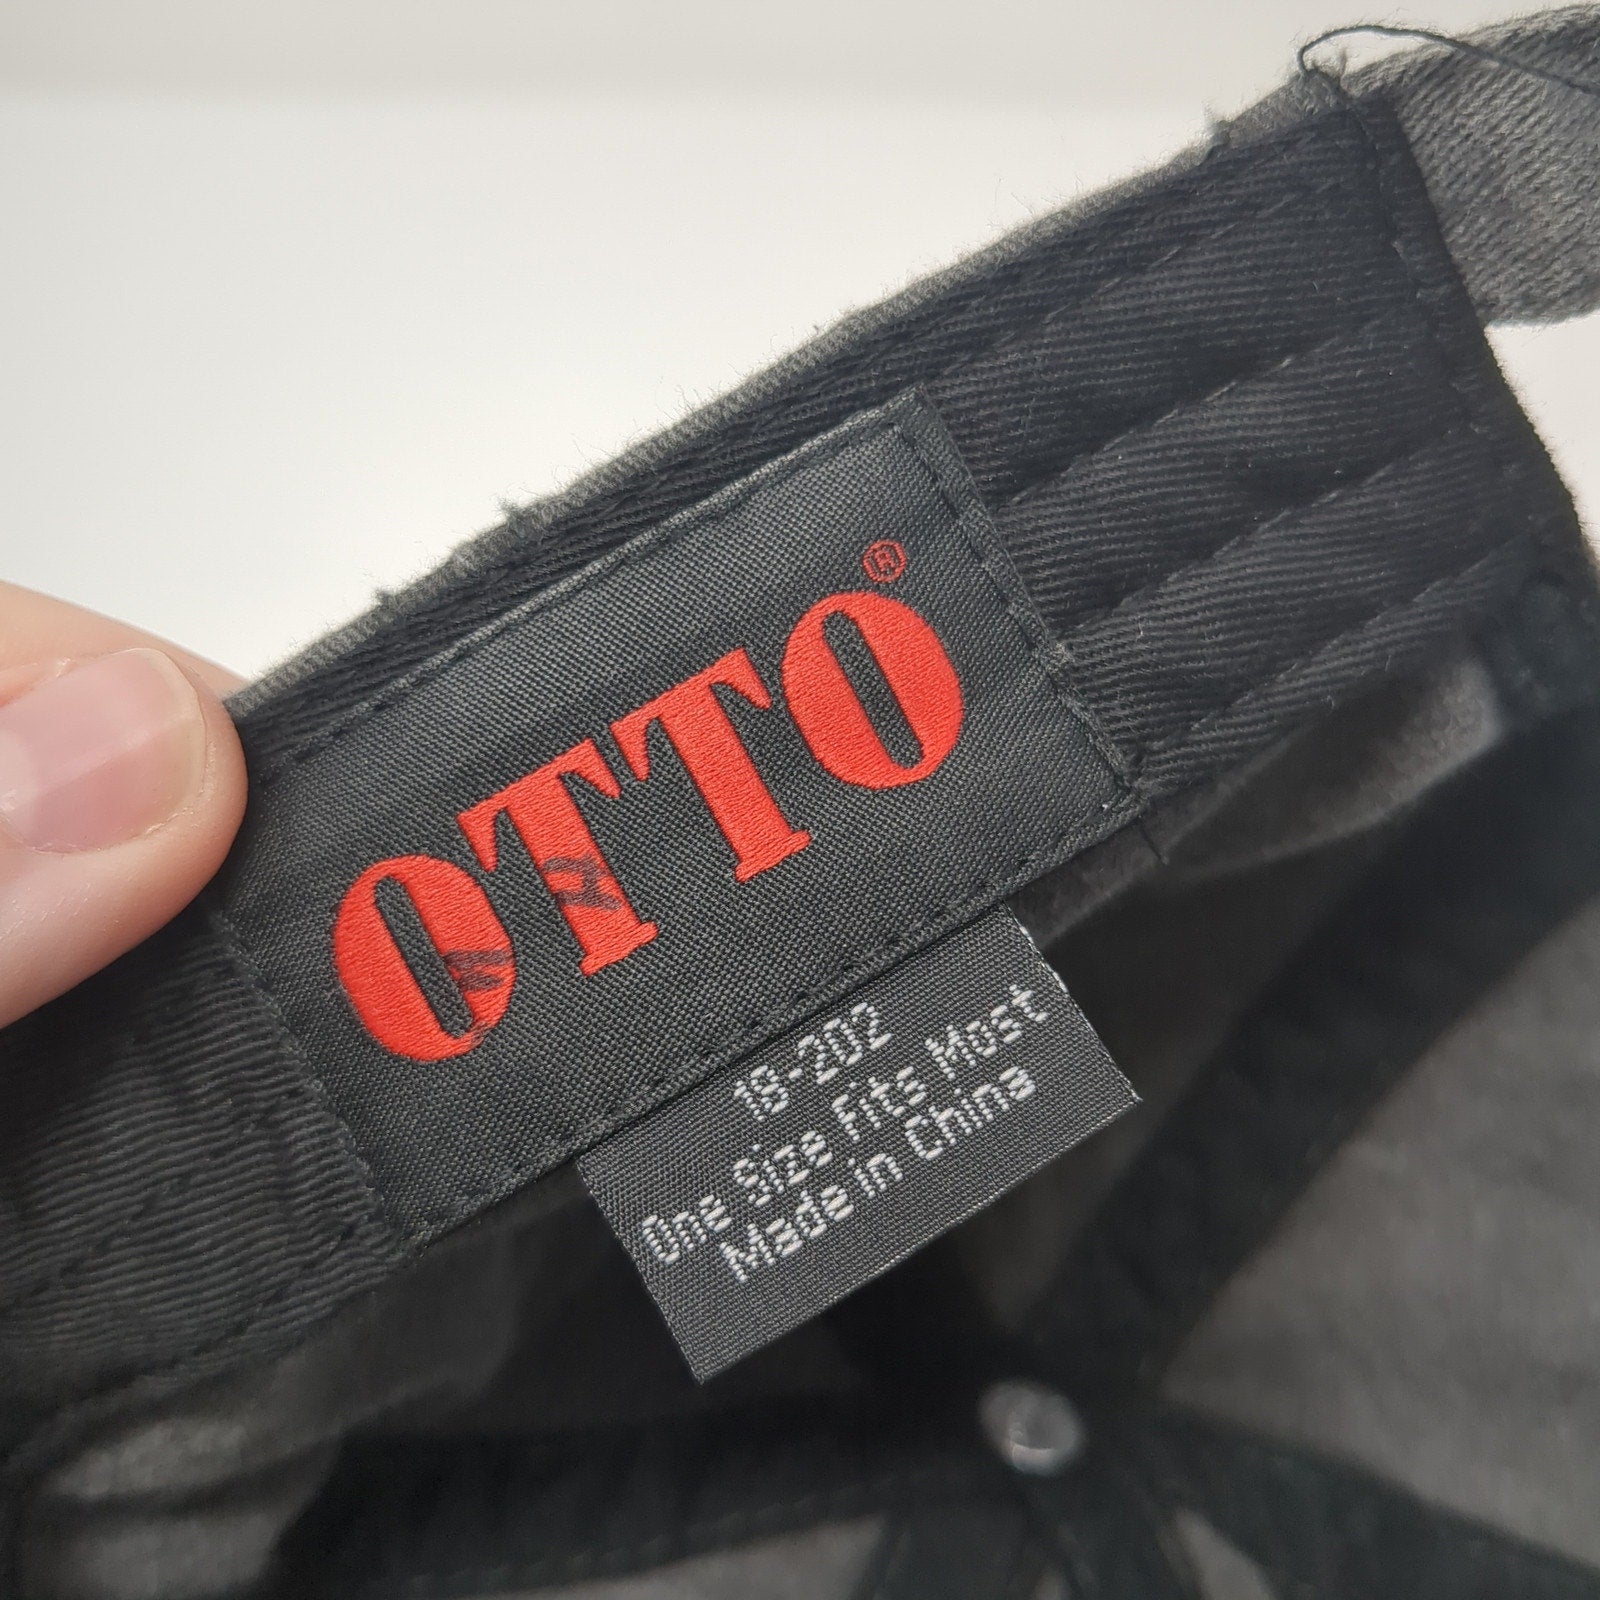 OTTO®
18-202
One Size Fits Most
Made in China